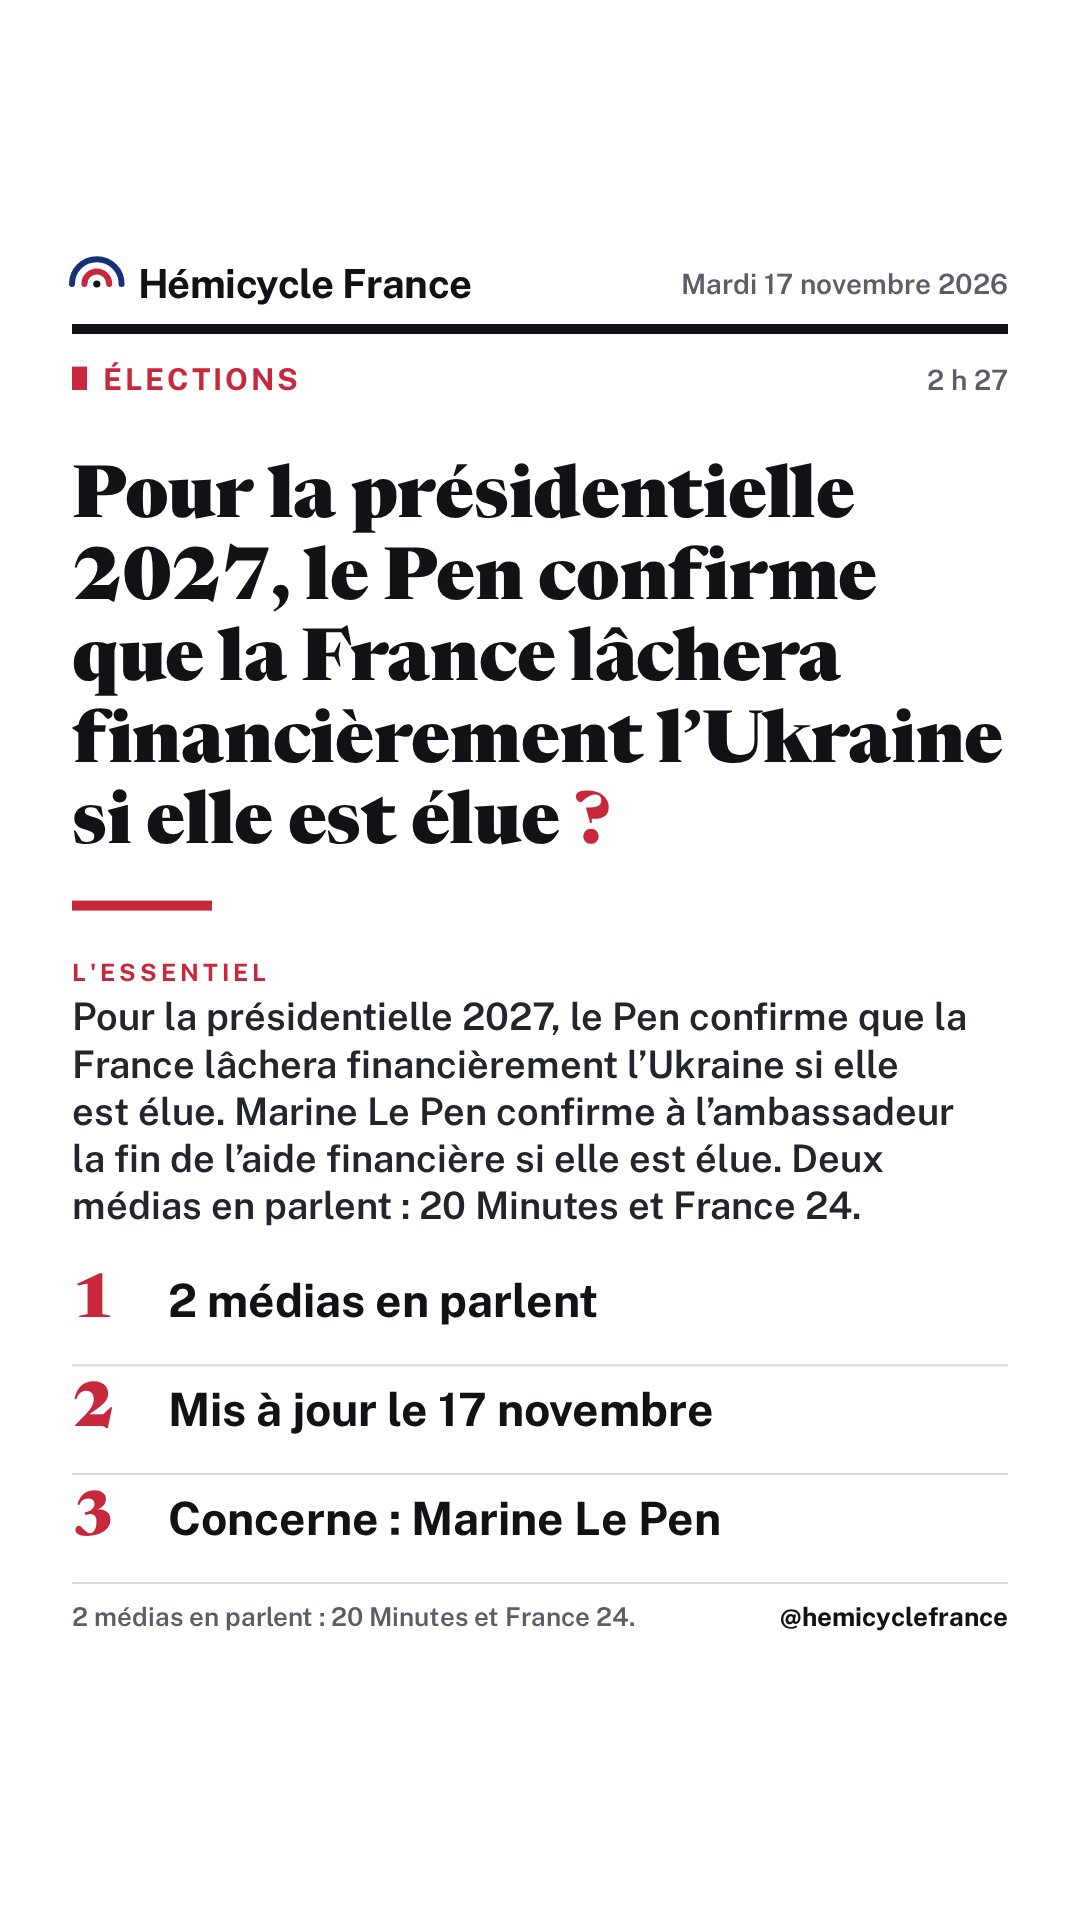 Hémicycle France
Mardi 17 novembre 2026
ÉLECTIONS
2 h 27
Pour la présidentielle
2027, le Pen confirme
que la France lâchera
financièrement l’Ukraine
si elle est élue ?
L'ESSENTIEL
Pour la présidentielle 2027, le Pen confirme que la
France lâchera financièrement l’Ukraine si elle
est élue. Marine Le Pen confirme à l’ambassadeur
la fin de l’aide financière si elle est élue. Deux
médias en parlent : 20 Minutes et France 24.
1 2 médias en parlent
2 Mis à jour le 17 novembre
3 Concerne : Marine Le Pen
2 médias en parlent : 20 Minutes et France 24.
@hemicyclefrance